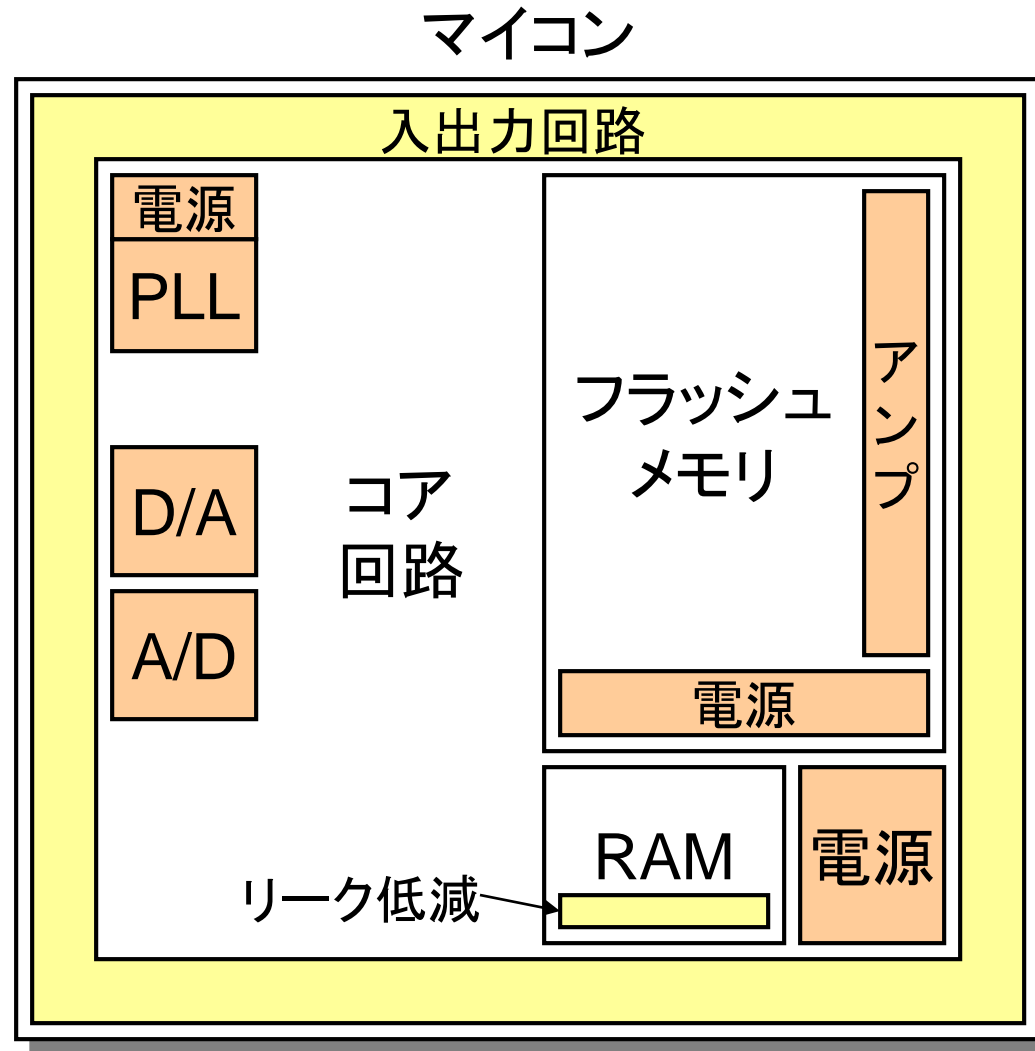 マイコン
入出力回路
電源
PLL
D/A
A/D
コア
回路
フラッシュ
メモリ
アンプ
電源
RAM
リーク低減
電源